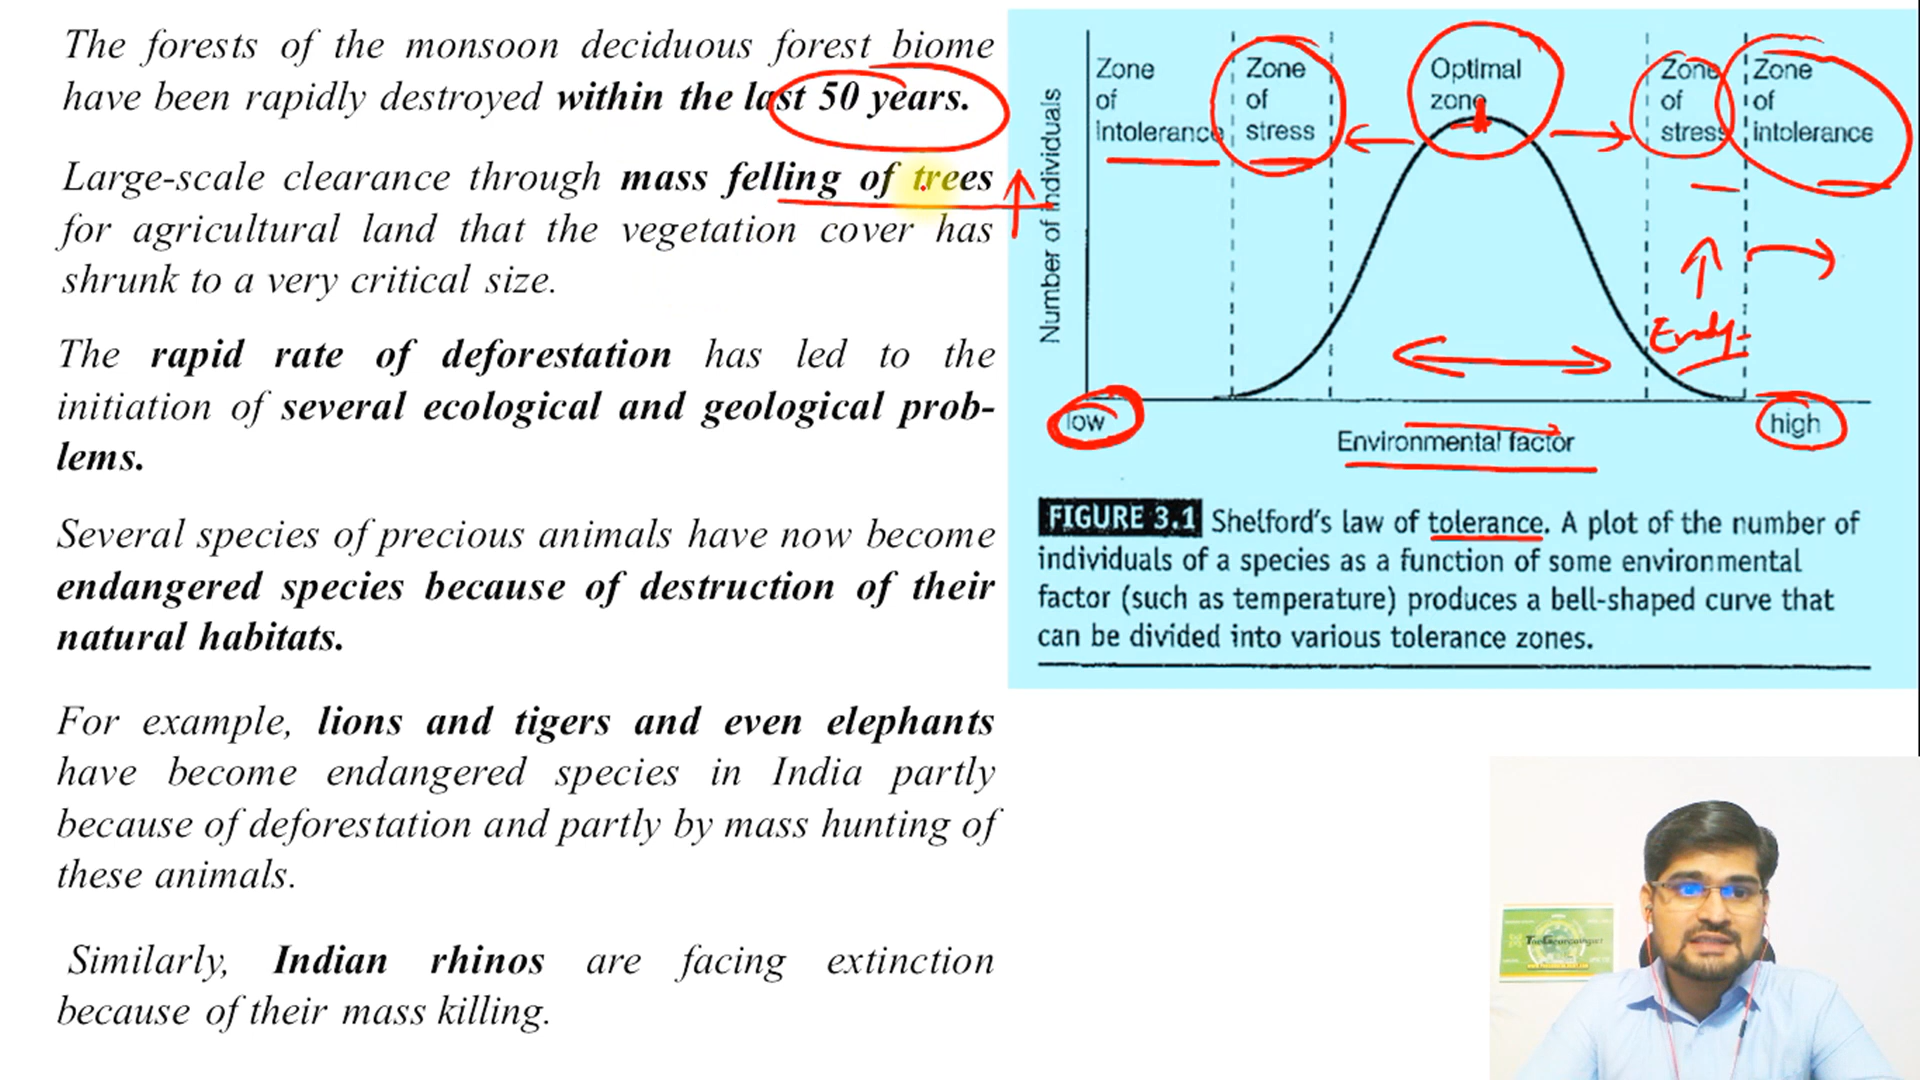 The forests of the monsoon deciduous forest biome
have been rapidly destroyed within the last 50 years.
Large-scale clearance through mass felling of trees
for agricultural land that the vegetation cover has
shrunk to a very critical size.
The rapid rate of deforestation has led to the
initiation of several ecological and geological prob-
lems.
Several species of precious animals have now become
endangered species because of destruction of their
natural habitats.
For example, lions and tigers and even elephants
have become endangered species in India partly
because of deforestation and partly by mass hunting of
these animals.
Similarly, Indian rhinos are facing extinction
because of their mass killing.
Number of individuals
Zone
of
intolerance
Zone
of
stress
Optimal
zone
Zone
of
stress
Zone
of
intolerance
low
high
Environmental factor
FIGURE 3.1 Shelford's law of tolerance. A plot of the number of
individuals of a species as a function of some environmental
factor (such as temperature) produces a bell-shaped curve that
can be divided into various tolerance zones.